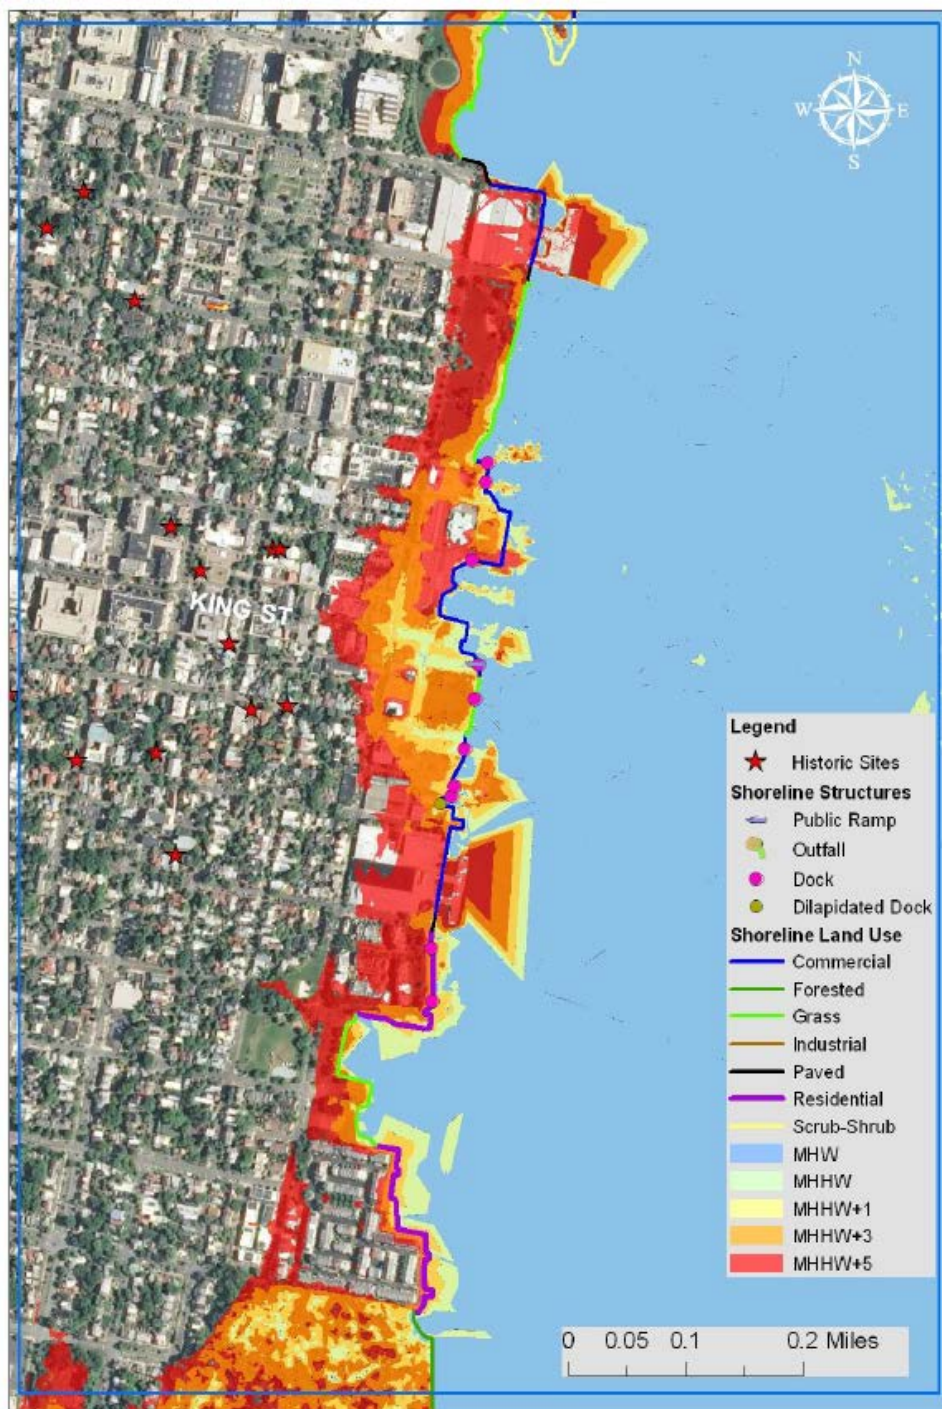 N
W E
S
KING ST
Legend
Historic Sites
Shoreline Structures
Public Ramp
Outfall
Dock
Dilapidated Dock
Shoreline Land Use
Commercial
Forested
Grass
Industrial
Paved
Residential
Scrub-Shrub
MHW
MHHW
MHHW+1
MHHW+3
MHHW+5
0 0.05 0.1 0.2 Miles